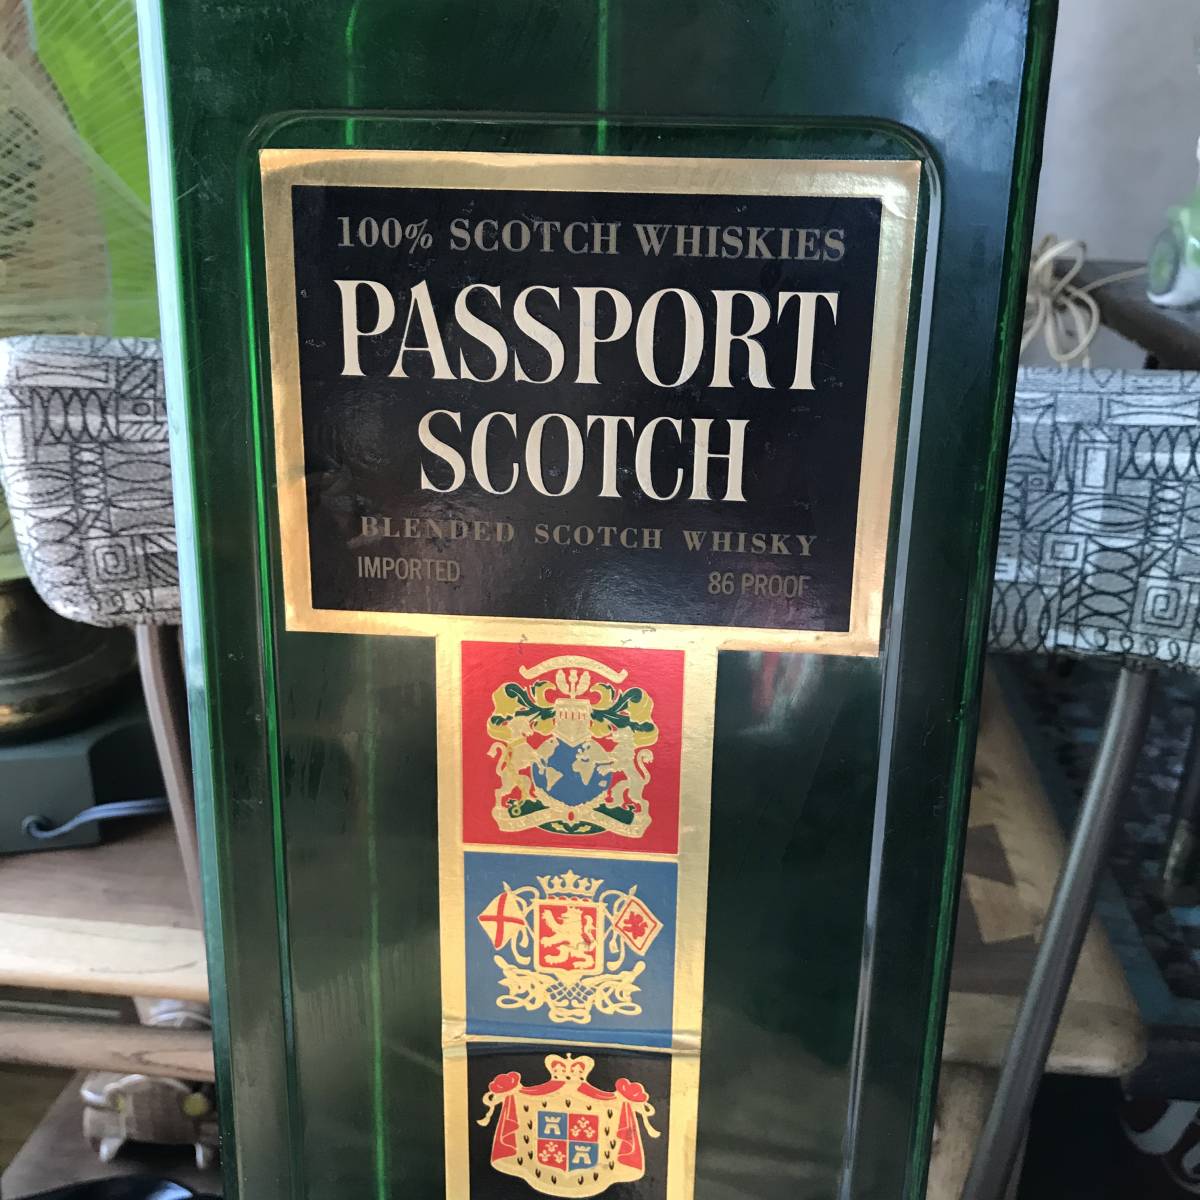 100% SCOTCH WHISKIES
PASSPORT
SCOTCH
BLENDED SCOTCH WHISKY
IMPORTED 86 PROOF